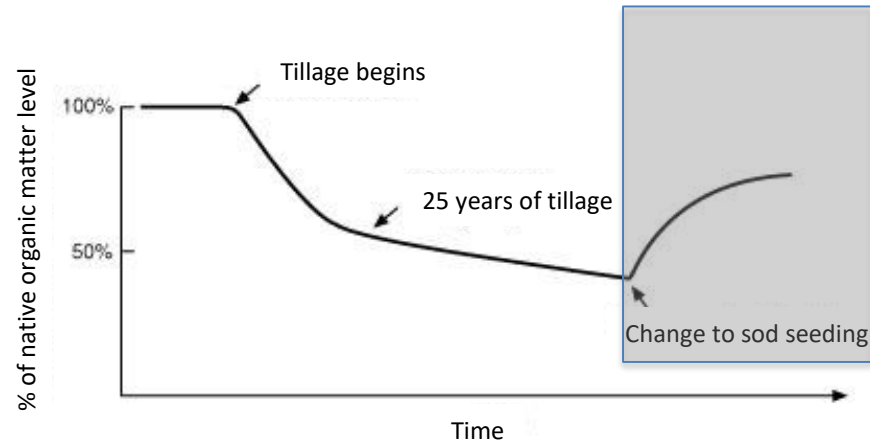 % of native organic matter level
100%
50%
Tillage begins
25 years of tillage
Change to sod seeding
Time